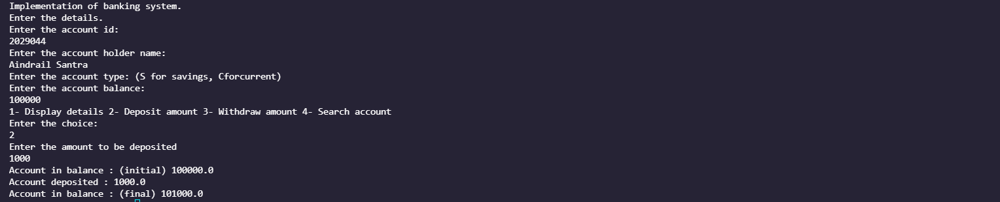 Implementation of banking system.
Enter the details.
Enter the account id:
2029044
Enter the account holder name:
Aindrail Santra
Enter the account type: (S for savings, Cforcurrent)
Enter the account balance:
100000
1- Display details 2- Deposit amount 3- Withdraw amount 4- Search account
Enter the choice:
2
Enter the amount to be deposited
1000
Account in balance : (initial) 100000.0
Account deposited : 1000.0
Account in balance : (final) 101000.0